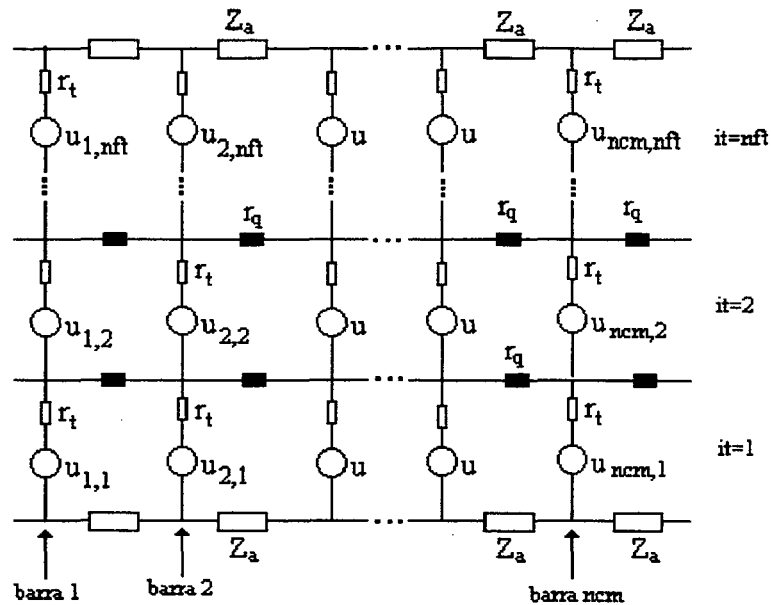 Z_a Z_a Z_a
r_t r_t
u_1,nft u_2,nft u u u_ncm,nft it=nft
r_q r_q r_q
r_t r_t
u_1,2 u_2,2 u u u_ncm,2 it=2
r_q
r_t r_t r_t
u_1,1 u_2,1 u u u_ncm,1 it=1
Z_a Z_a Z_a
barra 1 barra 2 barra ncm